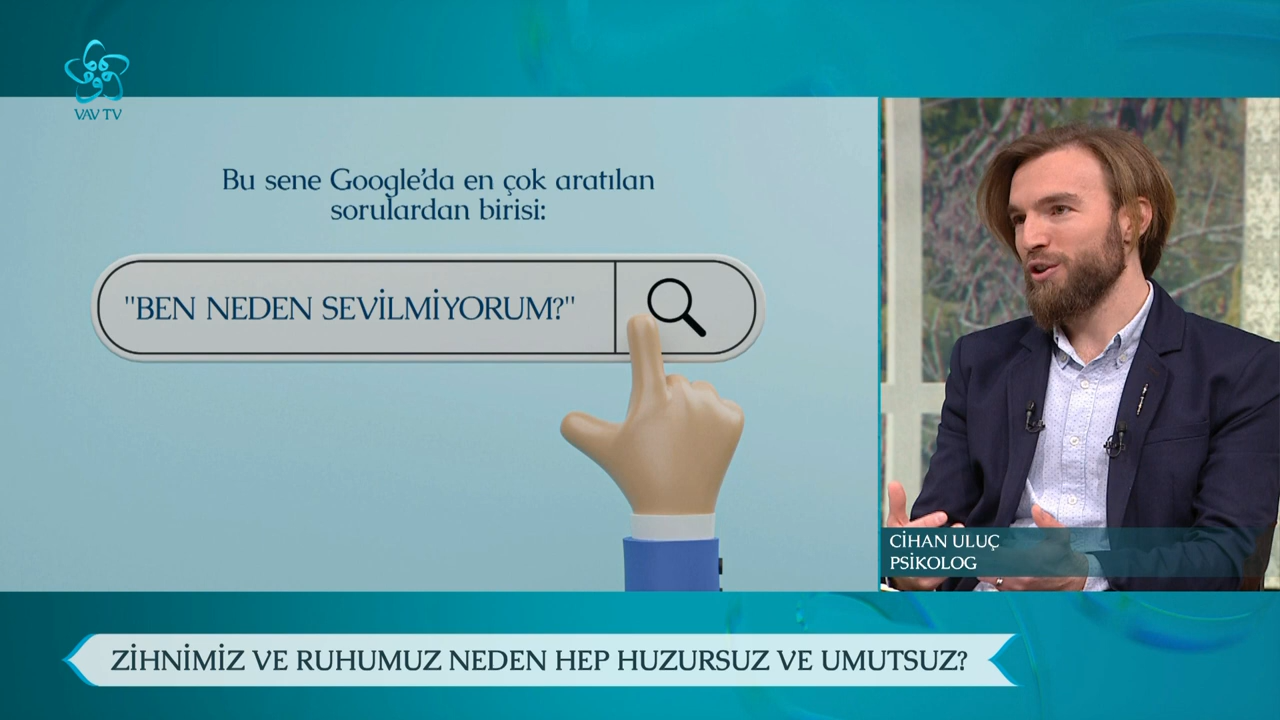 VAV TV
Bu sene Google'da en çok aratılan
sorulardan birisi:
"BEN NEDEN SEVİLMİYORUM?"
CİHAN ULUÇ
PSİKOLOG
ZİHNİMİZ VE RUHUMUZ NEDEN HEP HUZURSUZ VE UMUTSUZ?